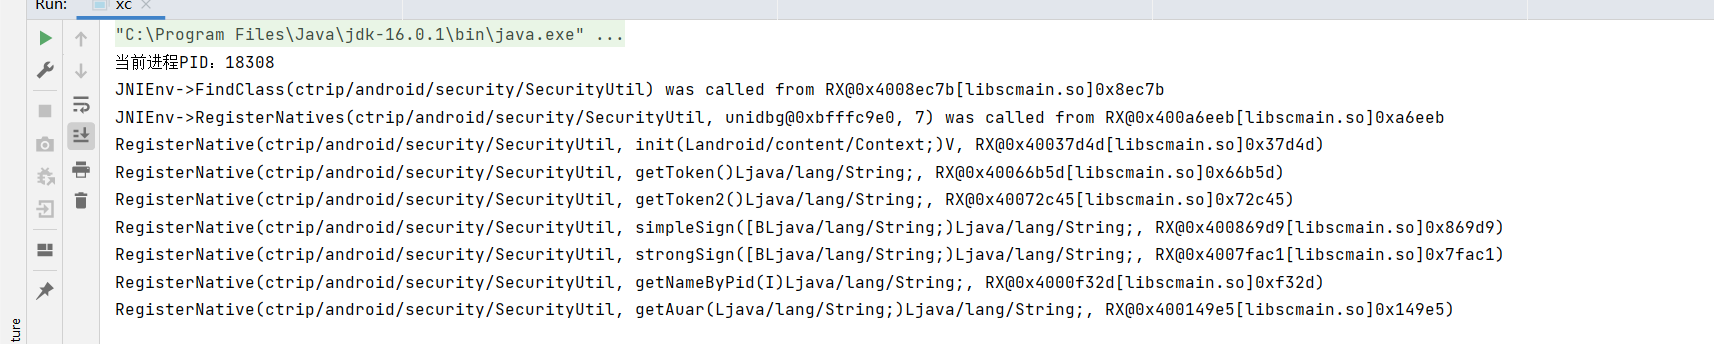 Run:
xc
"C:\Program Files\Java\jdk-16.0.1\bin\java.exe" ...
当前进程PID：18308
JNIEnv->FindClass(ctrip/android/security/SecurityUtil) was called from RX@0x4008ec7b[libscmain.so]0x8ec7b
JNIEnv->RegisterNatives(ctrip/android/security/SecurityUtil, unidbg@0xbfffc9e0, 7) was called from RX@0x400a6eeb[libscmain.so]0xa6eeb
RegisterNative(ctrip/android/security/SecurityUtil, init(Landroid/content/Context;)V, RX@0x40037d4d[libscmain.so]0x37d4d)
RegisterNative(ctrip/android/security/SecurityUtil, getToken()Ljava/lang/String;, RX@0x40066b5d[libscmain.so]0x66b5d)
RegisterNative(ctrip/android/security/SecurityUtil, getToken2()Ljava/lang/String;, RX@0x40072c45[libscmain.so]0x72c45)
RegisterNative(ctrip/android/security/SecurityUtil, simpleSign([BLjava/lang/String;)Ljava/lang/String;, RX@0x400869d9[libscmain.so]0x869d9)
RegisterNative(ctrip/android/security/SecurityUtil, strongSign([BLjava/lang/String;)Ljava/lang/String;, RX@0x4007fac1[libscmain.so]0x7fac1)
RegisterNative(ctrip/android/security/SecurityUtil, getNameByPid(I)Ljava/lang/String;, RX@0x4000f32d[libscmain.so]0xf32d)
RegisterNative(ctrip/android/security/SecurityUtil, getAuar(Ljava/lang/String;)Ljava/lang/String;, RX@0x400149e5[libscmain.so]0x149e5)
ture